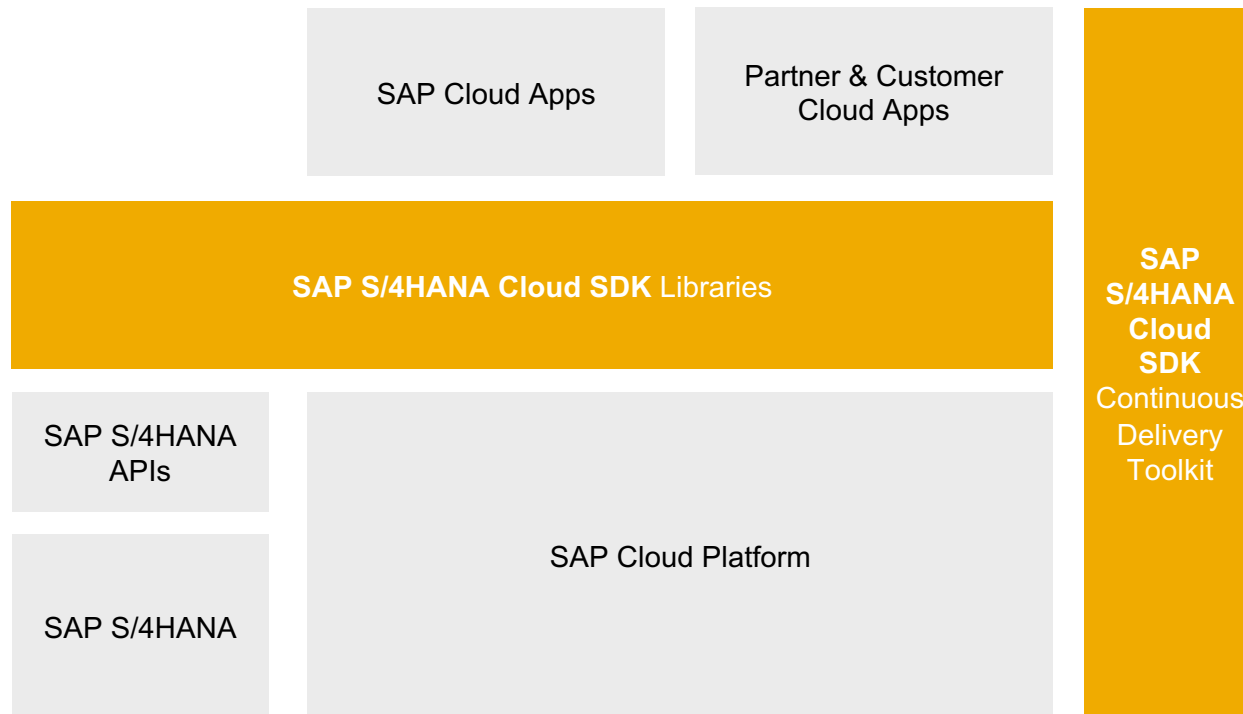 SAP Cloud Apps
Partner & Customer
Cloud Apps
SAP S/4HANA Cloud SDK Libraries
SAP
S/4HANA
Cloud
SDK
Continuous
Delivery
Toolkit
SAP S/4HANA
APIs
SAP Cloud Platform
SAP S/4HANA